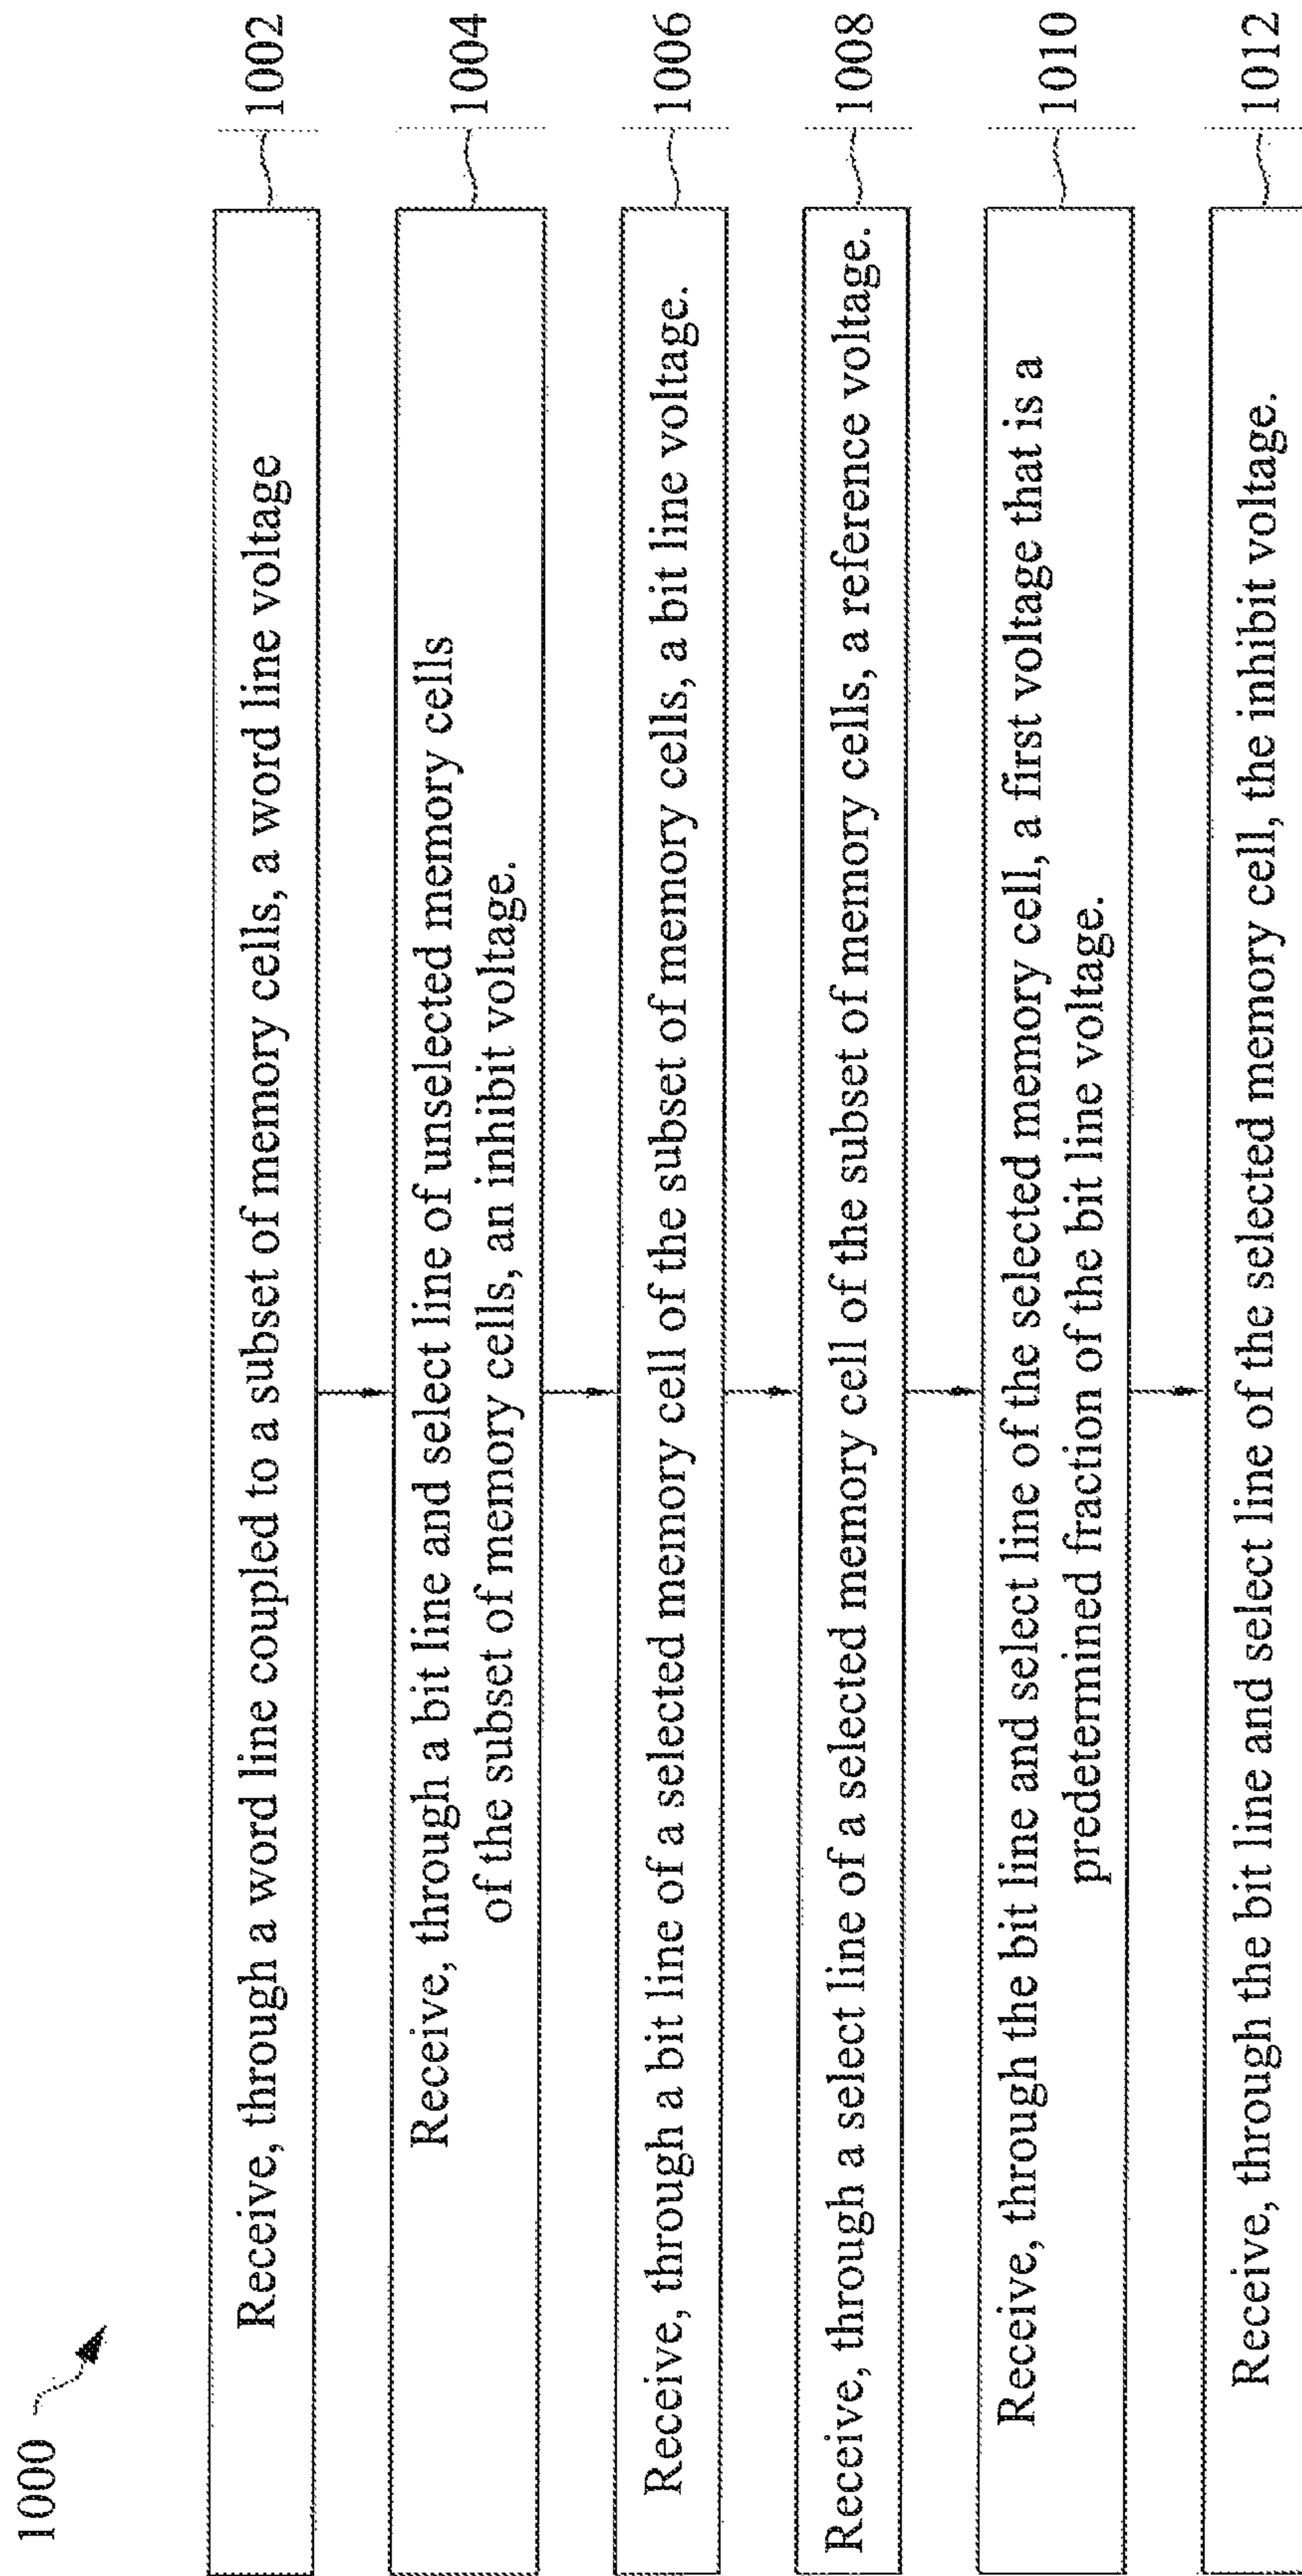 1000
Receive, through a word line coupled to a subset of memory cells, a word line voltage
1002
Receive, through a bit line and select line of unselected memory cells
of the subset of memory cells, an inhibit voltage.
1004
Receive, through a bit line of a selected memory cell of the subset of memory cells, a bit line voltage.
1006
Receive, through a select line of a selected memory cell of the subset of memory cells, a reference voltage.
1008
Receive, through the bit line and select line of the selected memory cell, a first voltage that is a
predetermined fraction of the bit line voltage.
1010
Receive, through the bit line and select line of the selected memory cell, the inhibit voltage.
1012